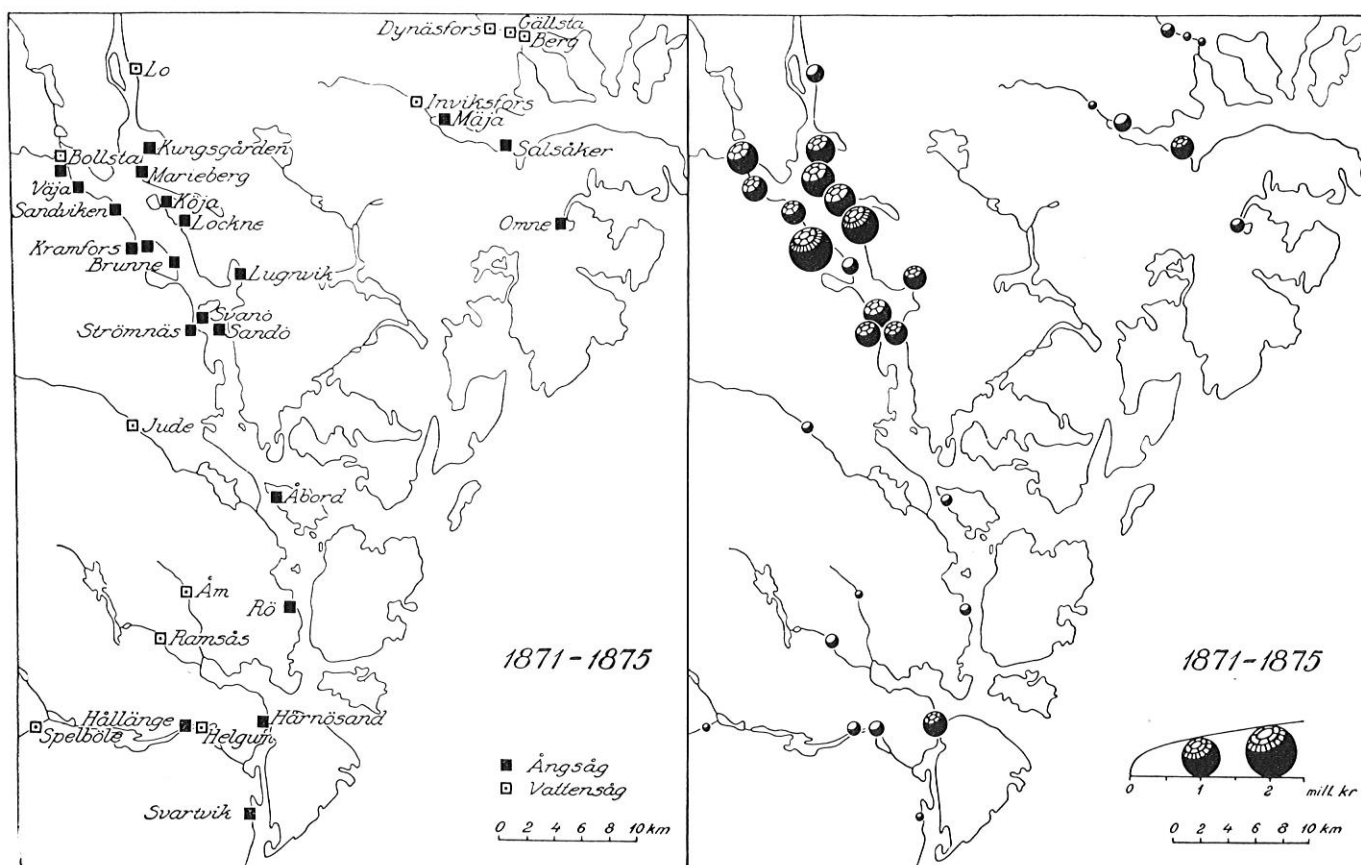 Dynäsfors
Gällsta
Berg
Lo
Inviksfors
Mäja
Salsåker
Kungsgården
Bollsta
Marieberg
Väja
Köja
Sandviken
Lockne
Omne
Kramfors
Brunne
Lugnvik
Svanö
Strömnäs
Sandö
Jude
Åbord
Åm
Rö
Ramsås
1871-1875
Hållänge
Härnösand
Spelböle
Helgum
Svartvik
Ångsåg
Vattensåg
0 2 4 6 8 10 km
1871-1875
0 1 2 mill. kr
0 2 4 6 8 10 km